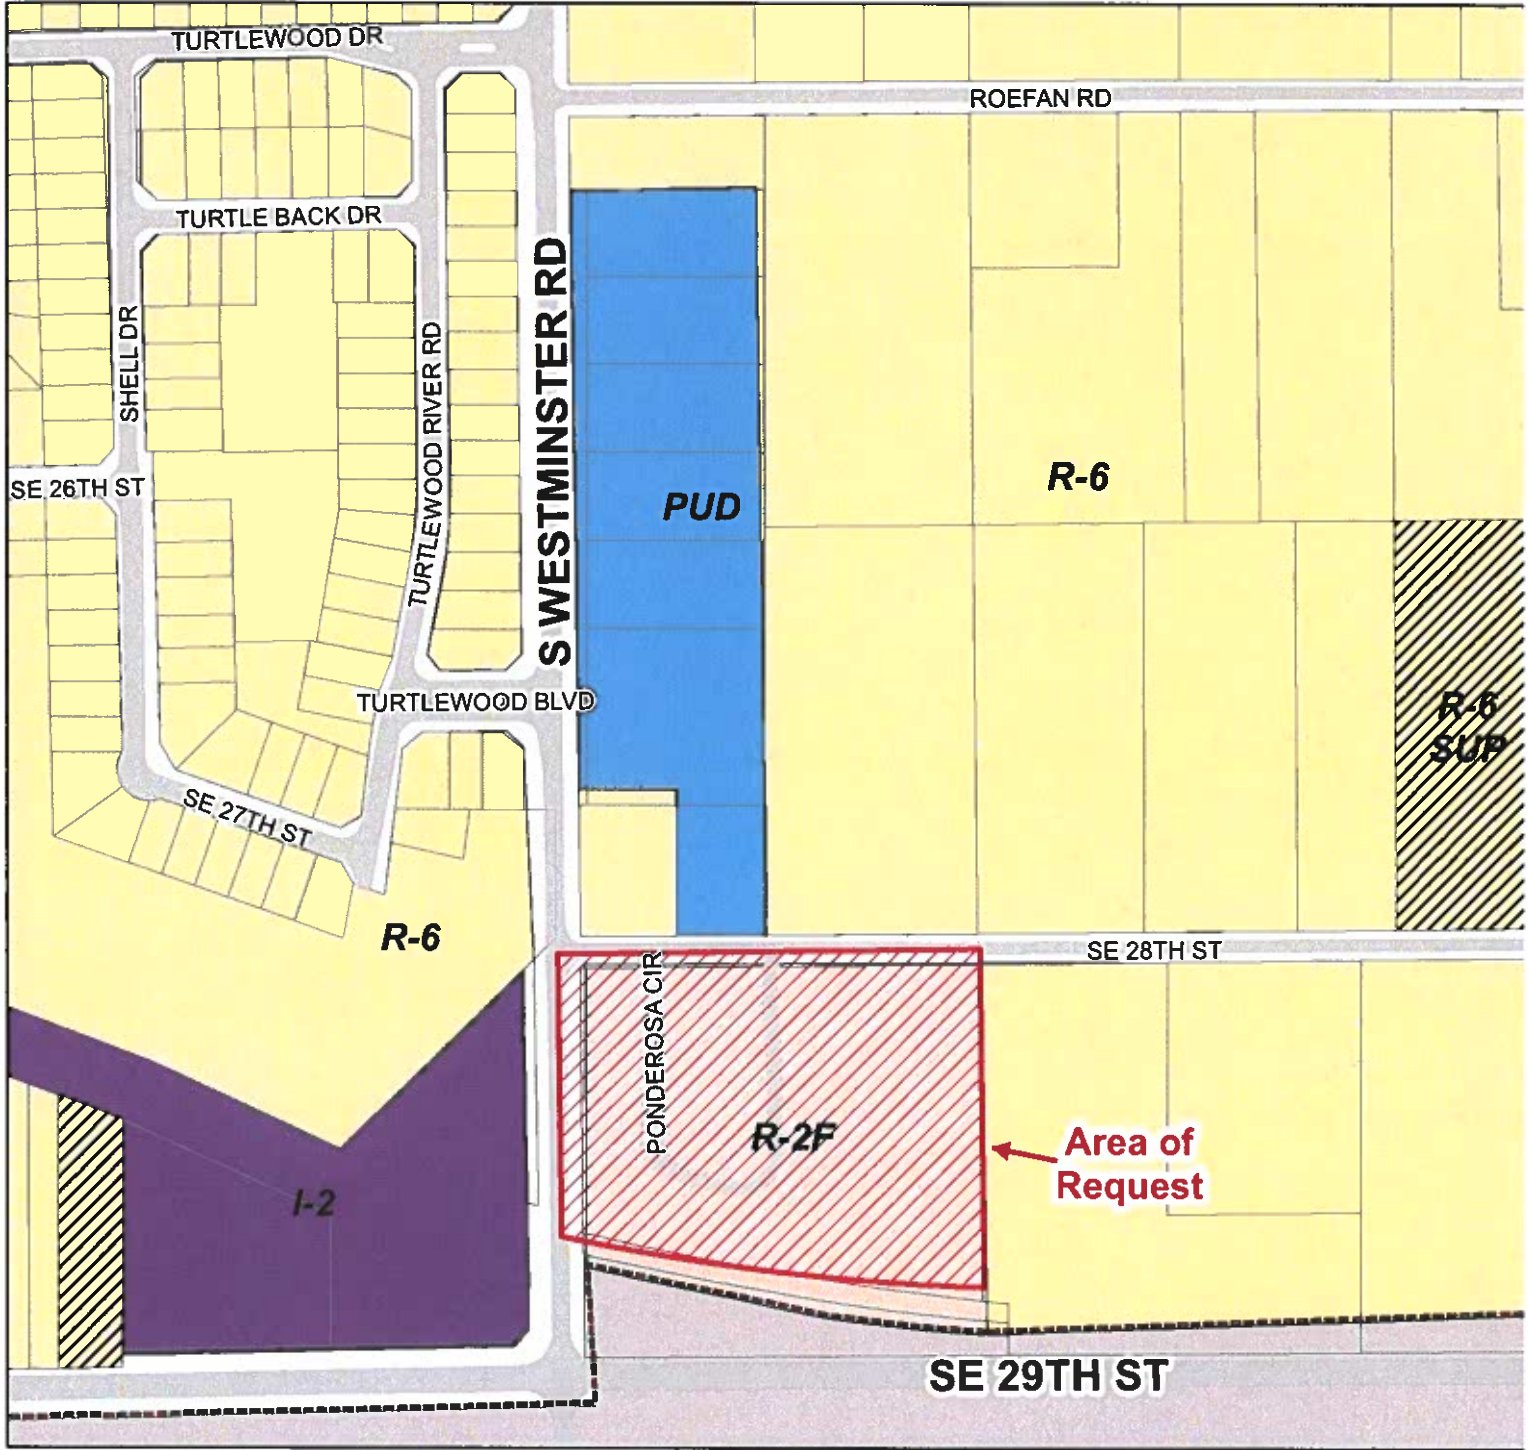 TURTLEWOOD DR
ROEFAN RD
TURTLE BACK DR
SHELL DR
TURTLEWOOD RIVER RD
S WESTMINSTER RD
R-6
SE 26TH ST
PUD
R-6
SUP
TURTLEWOOD BLVD
SE 27TH ST
R-6
SE 28TH ST
PONDEROSA CIR
R-2F
Area of
Request
I-2
SE 29TH ST